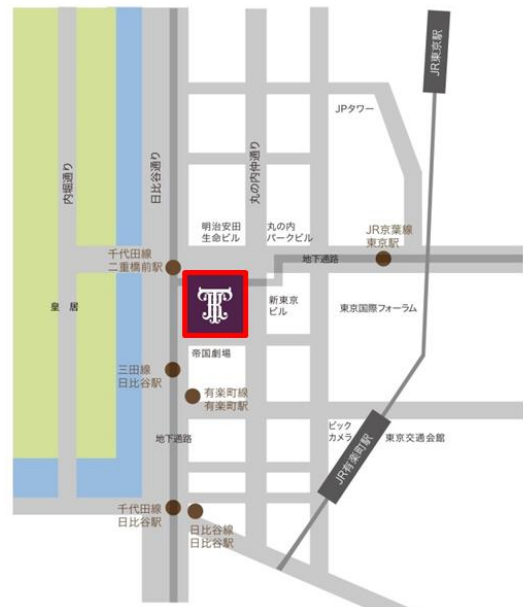 JR東京駅
JPタワー
内堀通り
日比谷通り
丸の内仲通り
明治安田
生命ビル
丸の内
パークビル
JR京葉線
東京駅
千代田線
二重橋前駅
地下通路
皇 居
新東京
ビル
東京国際フォーラム
帝国劇場
三田線
日比谷駅
有楽町線
有楽町駅
ビック
カメラ
東京交通会館
地下通路
JR有楽町駅
千代田線
日比谷駅
日比谷線
日比谷駅